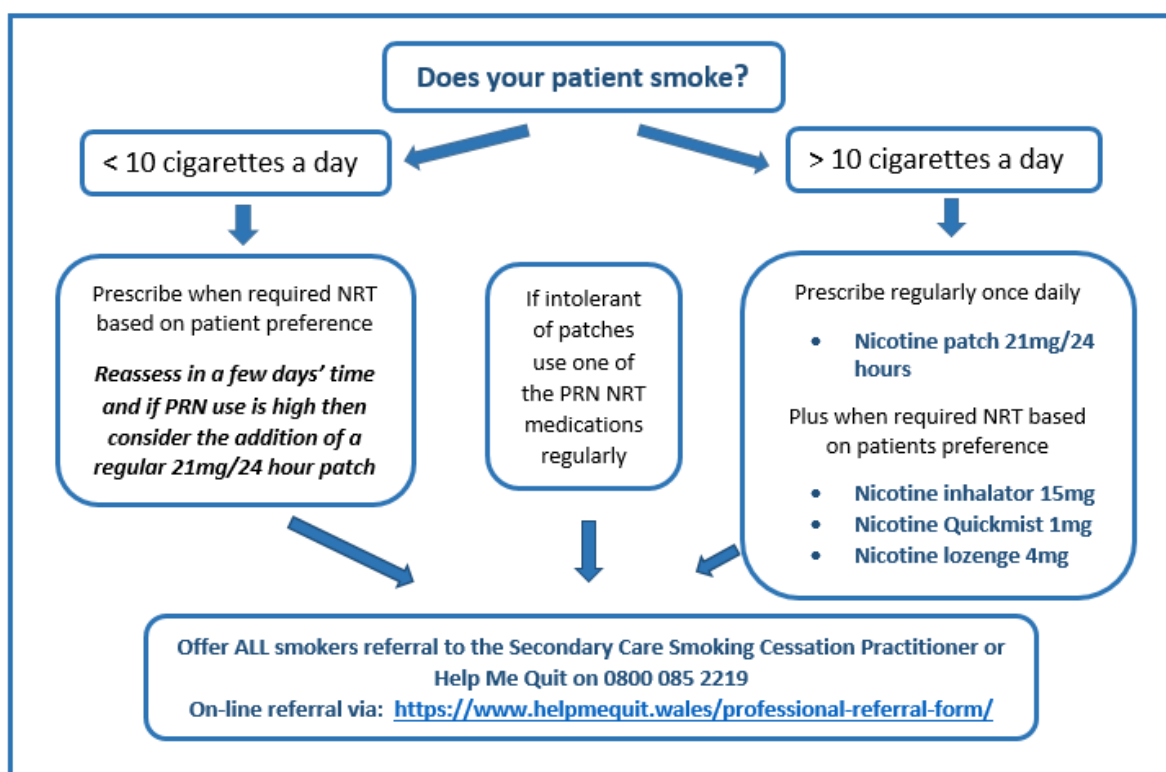 Does your patient smoke?
< 10 cigarettes a day
> 10 cigarettes a day
Prescribe when required NRT
based on patient preference
Reassess in a few days’ time
and if PRN use is high then
consider the addition of a
regular 21mg/24 hour patch
If intolerant
of patches
use one of
the PRN NRT
medications
regularly
Prescribe regularly once daily
• Nicotine patch 21mg/24
hours
Plus when required NRT based
on patients preference
• Nicotine inhalator 15mg
• Nicotine Quickmist 1mg
• Nicotine lozenge 4mg
Offer ALL smokers referral to the Secondary Care Smoking Cessation Practitioner or
Help Me Quit on 0800 085 2219
On-line referral via: https://www.helpmequit.wales/professional-referral-form/